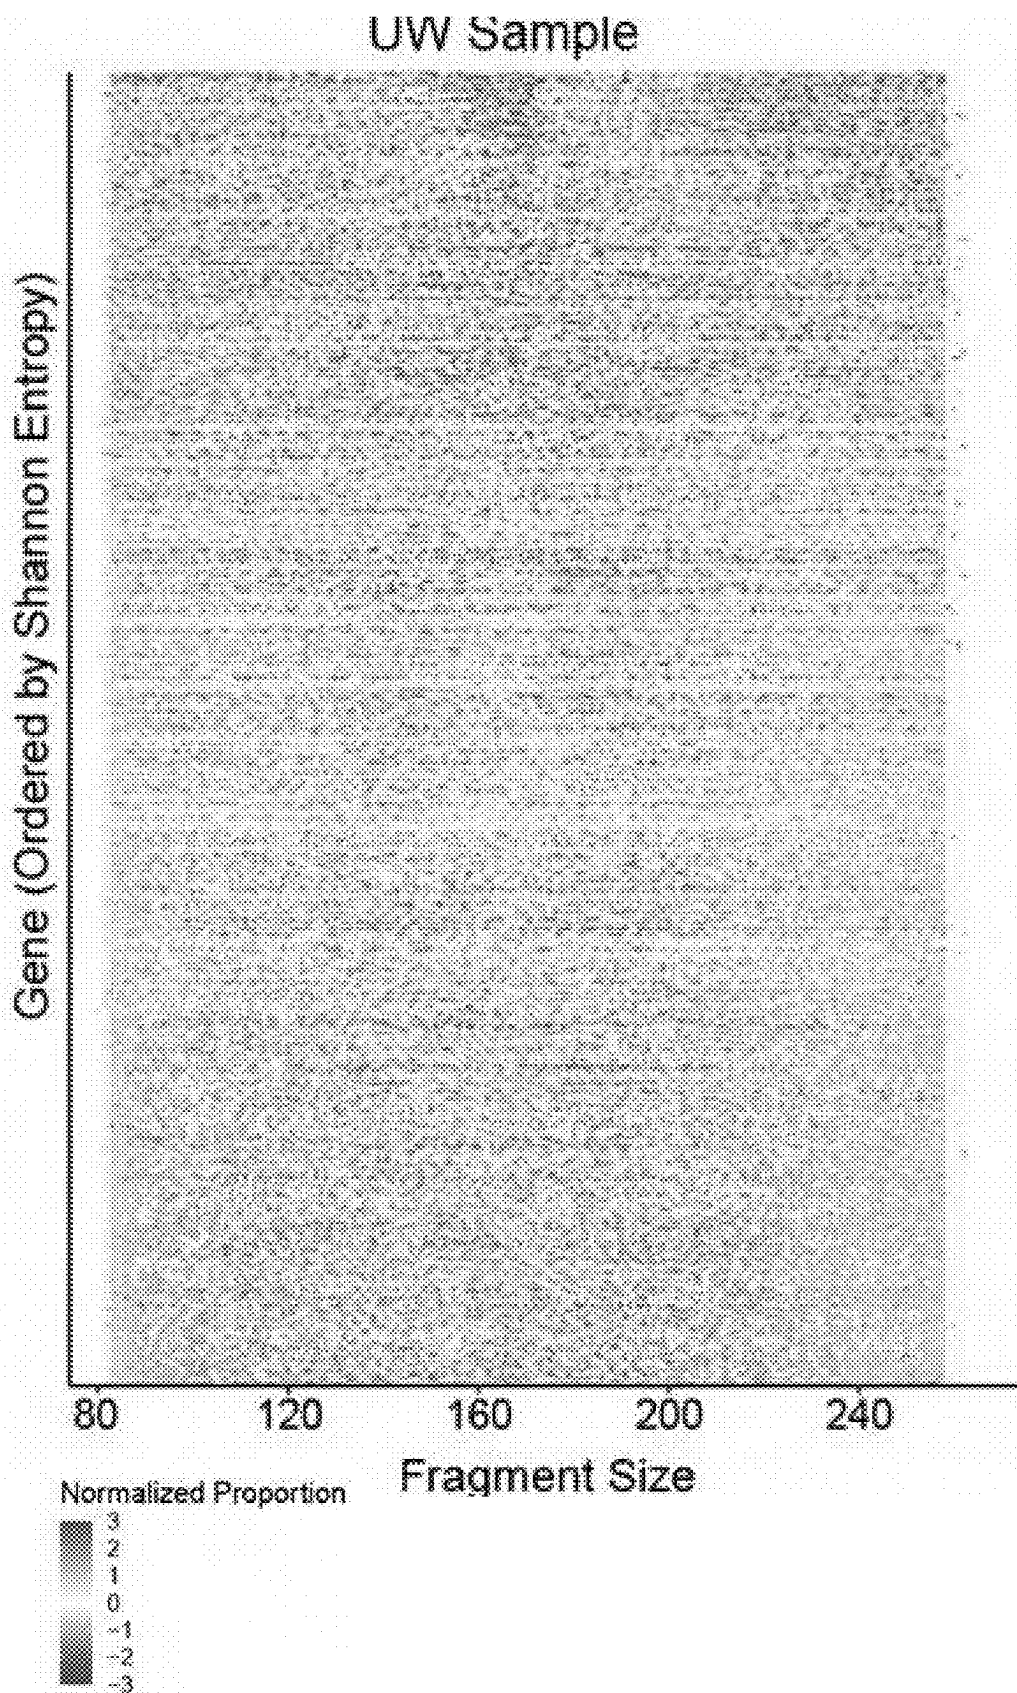 UW Sample
Gene (Ordered by Shannon Entropy)
80 120 160 200 240
Fragment Size
Normalized Proportion
3
2
1
0
-1
-2
-3